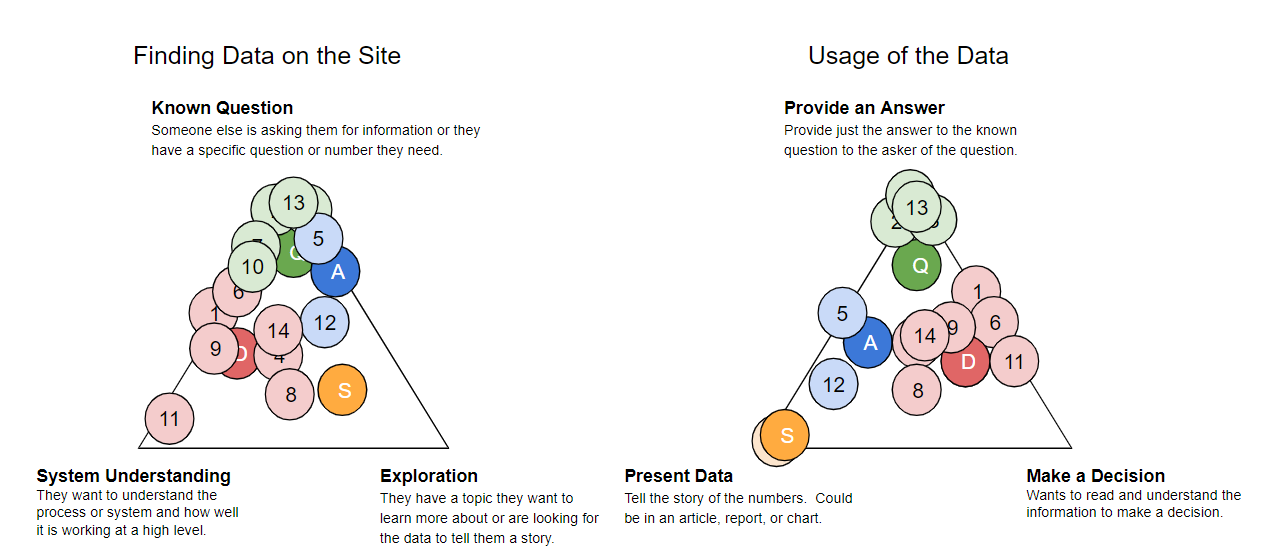 Finding Data on the Site
Known Question
Someone else is asking them for information or they
have a specific question or number they need.
13
5
Q
A
10
6
1
12
14
9
D
4
8
S
11
System Understanding
They want to understand the
process or system and how well
it is working at a high level.
Exploration
They have a topic they want to
learn more about or are looking for
the data to tell them a story.
Usage of the Data
Provide an Answer
Provide just the answer to the known
question to the asker of the question.
13
2
Q
1
5
9
6
14
A
D
11
12
8
S
Present Data
Tell the story of the numbers.  Could
be in an article, report, or chart.
Make a Decision
Wants to read and understand the
information to make a decision.